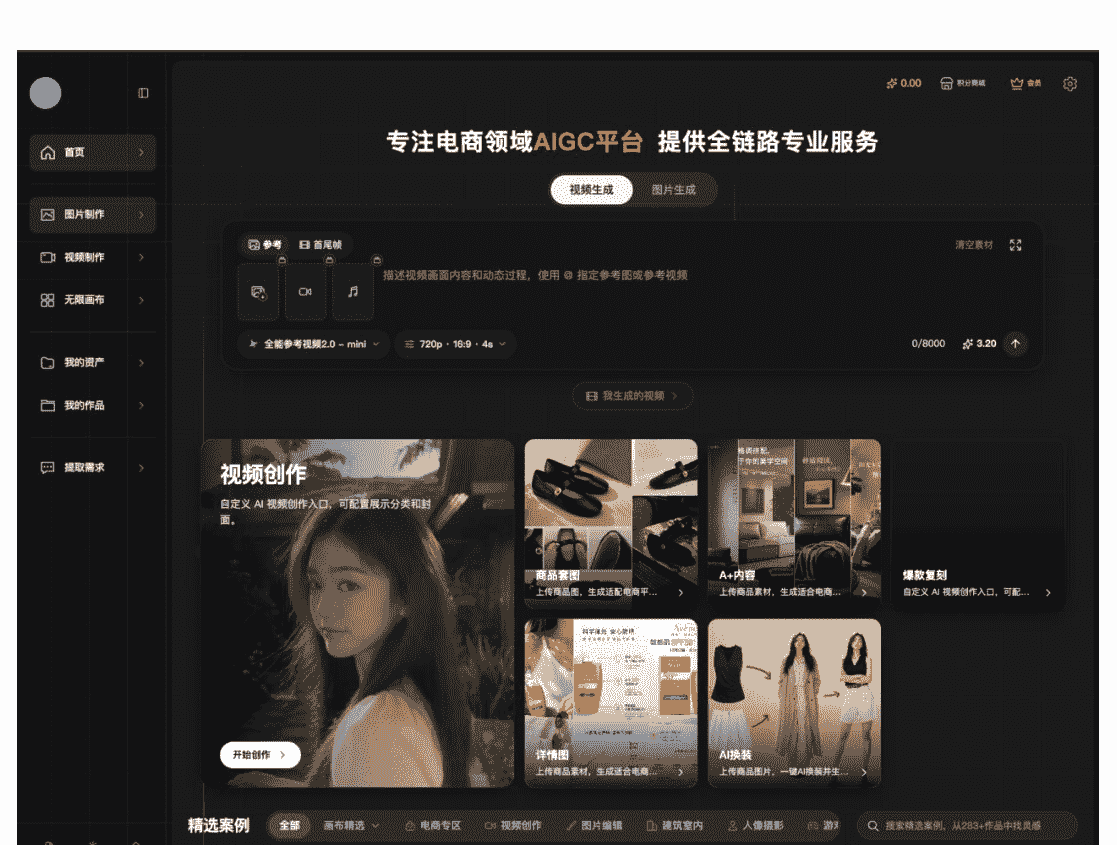 0.00
积分商城
会员
首页
专注电商领域AIGC平台 提供全链路专业服务
视频生成
图片生成
图片制作
视频制作
无限画布
我的资产
我的作品
提取需求
参考
首尾帧
清空素材
描述视频画面内容和动态过程，使用 @ 指定参考图或参考视频
全能参考视频2.0 – mini
720p · 16:9 · 4s
0/8000
3.20
我生成的视频
视频创作
自定义 AI 视频创作入口，可配置展示分类和封
面。
开始创作
商品套图
上传商品图，生成适配电商平...
A+内容
上传商品素材，生成适合电商...
爆款复刻
自定义 AI 视频创作入口，可配...
详情图
上传商品素材，生成适合电商...
AI换装
上传商品图片，一键AI换装并生...
精选案例
全部
画布精选
电商专区
视频创作
图片编辑
建筑室内
人像摄影
搜索精选案例，从283+作品中找灵感